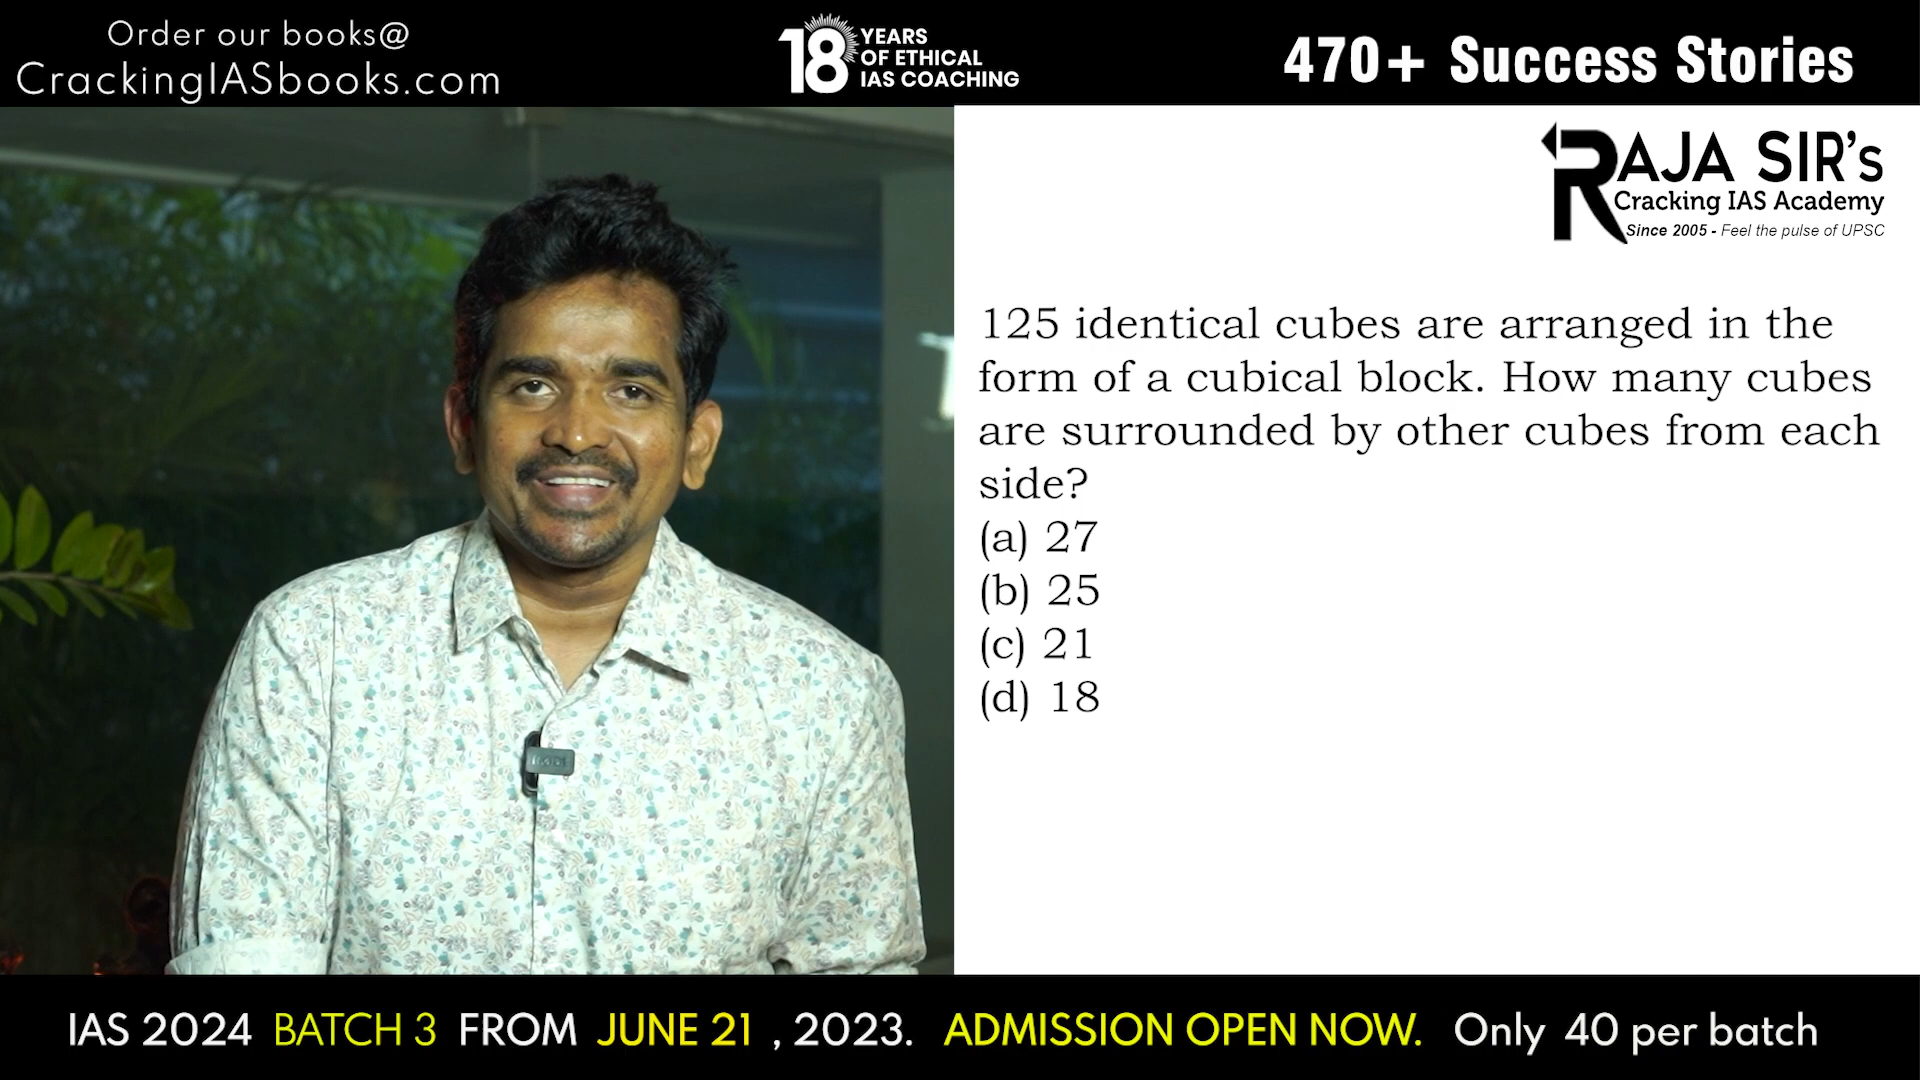 Order our books@
CrackingIASbooks.com
18 YEARS
OF ETHICAL
IAS COACHING
470+ Success Stories
RAJA SIR's
Cracking IAS Academy
Since 2005 - Feel the pulse of UPSC
125 identical cubes are arranged in the
form of a cubical block. How many cubes
are surrounded by other cubes from each
side?
(a) 27
(b) 25
(c) 21
(d) 18
IAS 2024 BATCH 3 FROM JUNE 21 , 2023. ADMISSION OPEN NOW. Only 40 per batch